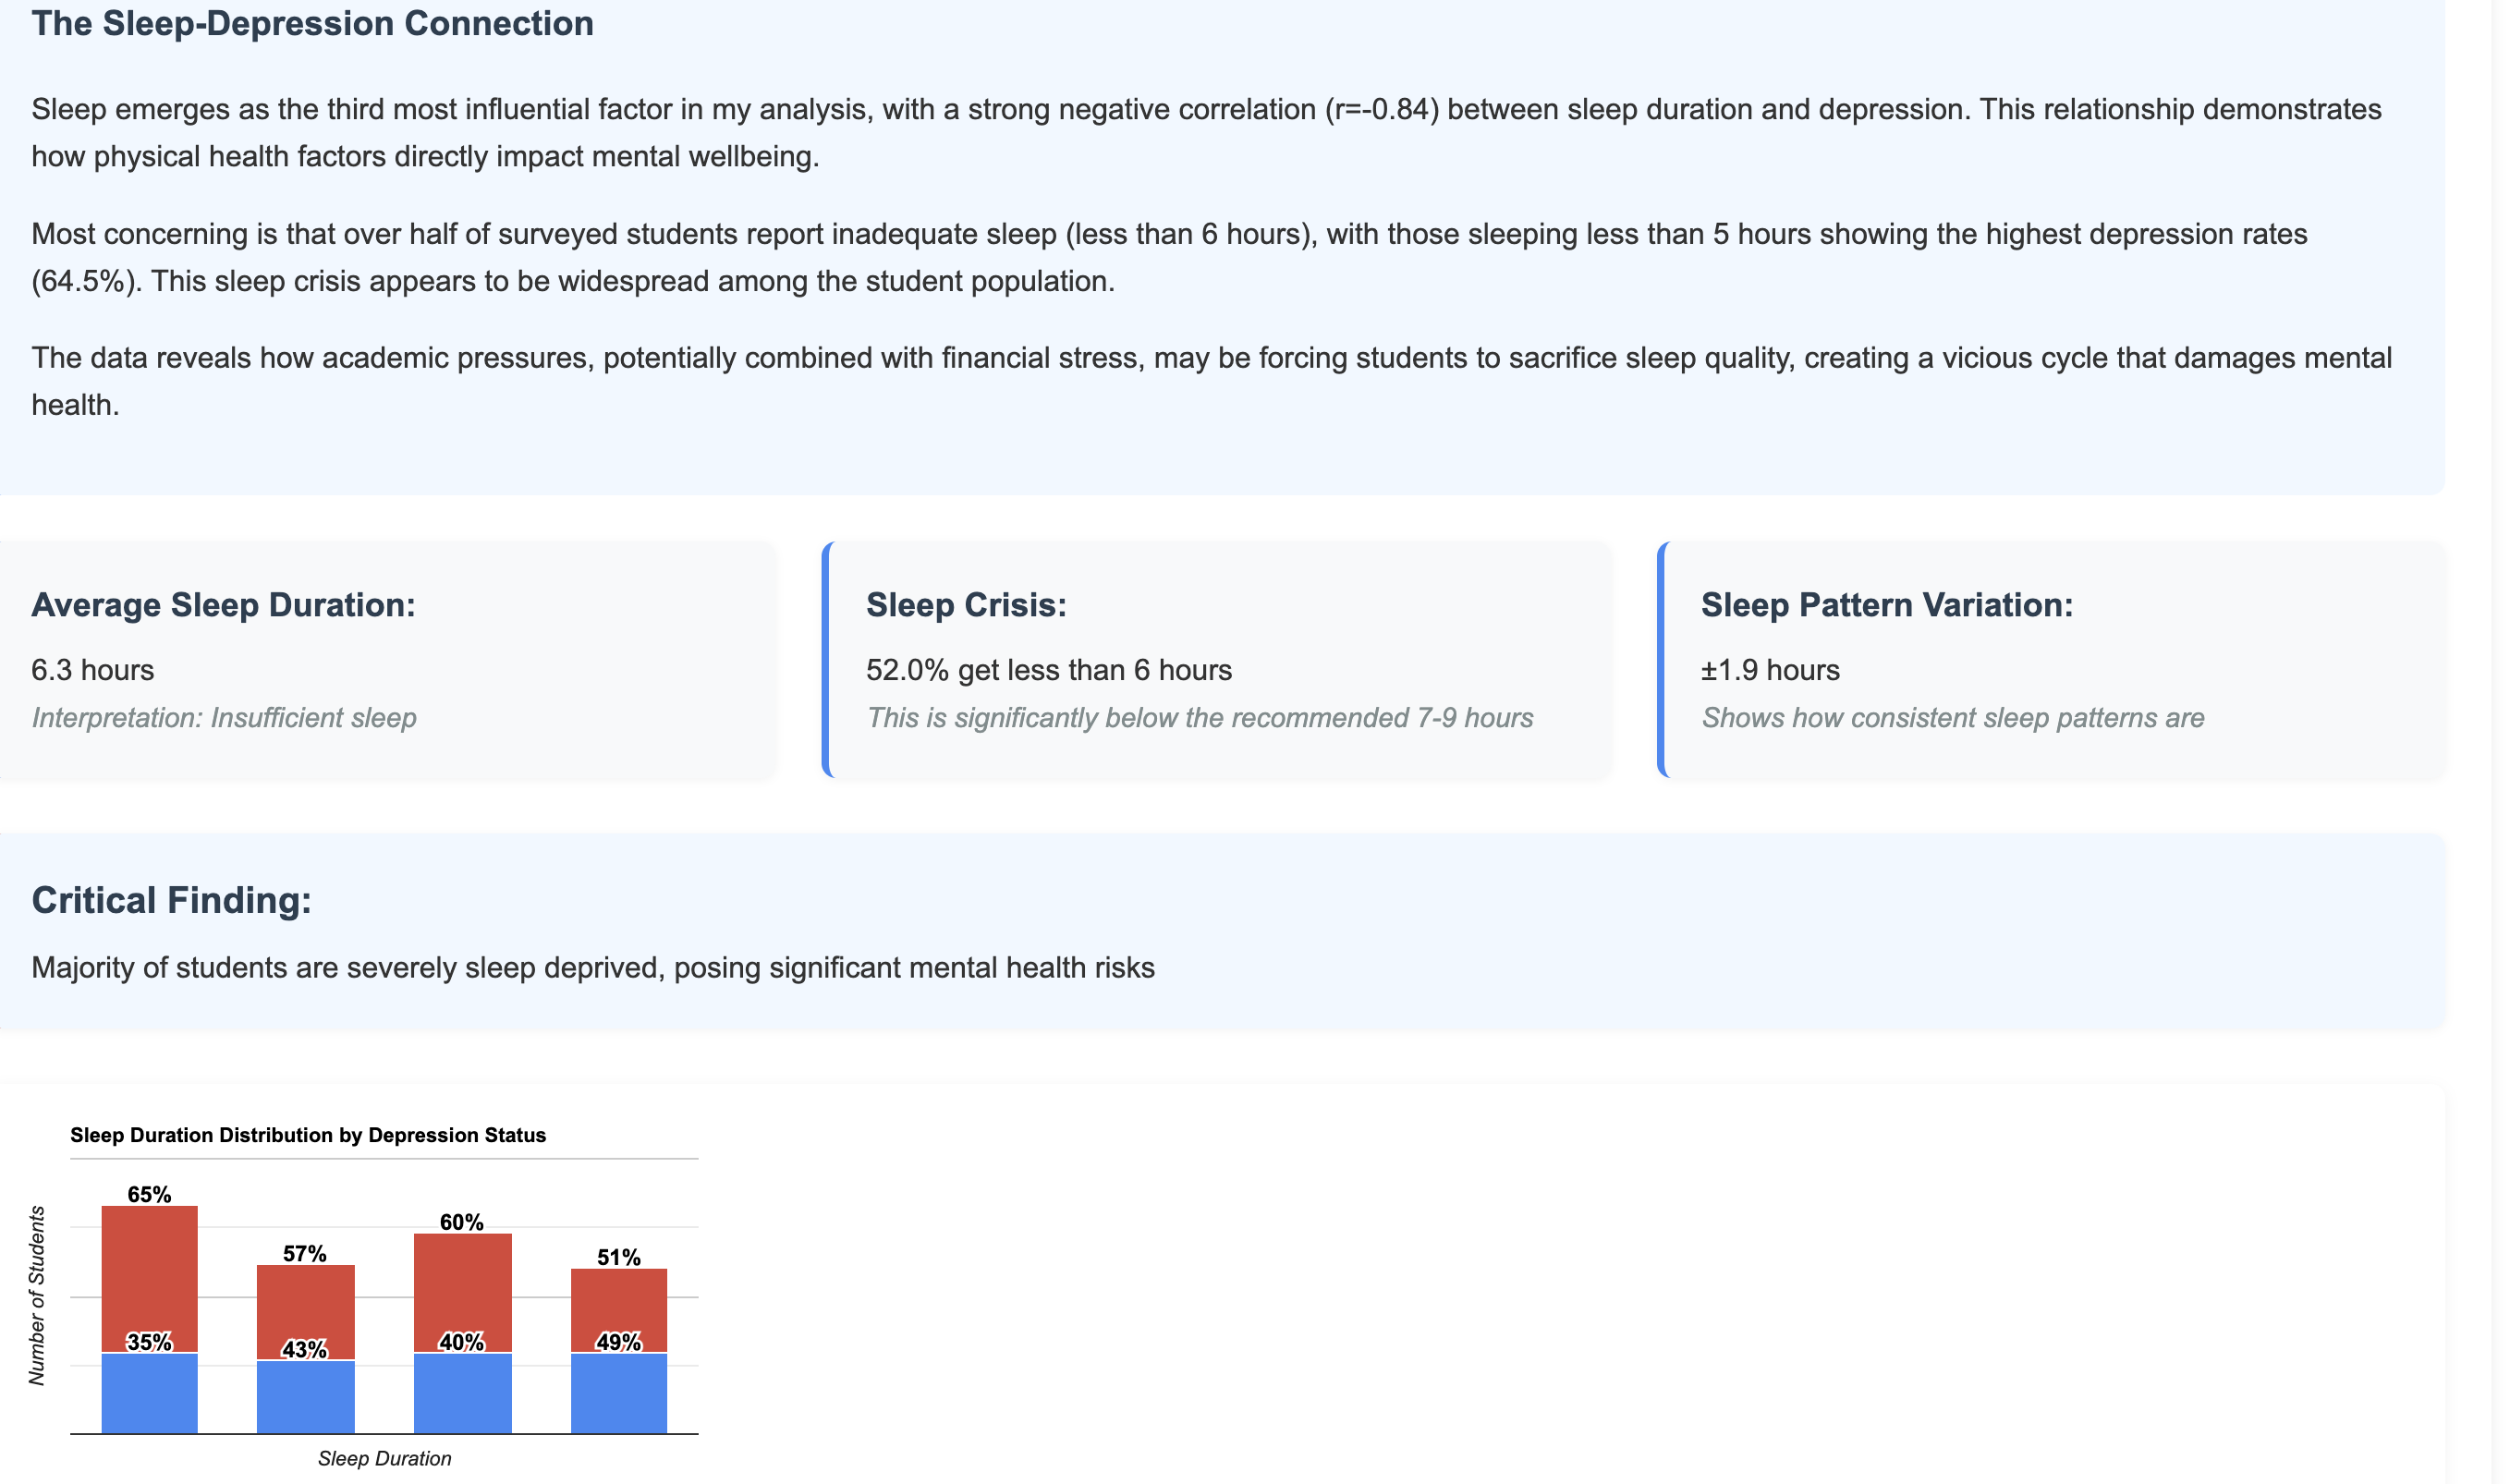 The Sleep-Depression Connection
Sleep emerges as the third most influential factor in my analysis, with a strong negative correlation (r=-0.84) between sleep duration and depression. This relationship demonstrates
how physical health factors directly impact mental wellbeing.
Most concerning is that over half of surveyed students report inadequate sleep (less than 6 hours), with those sleeping less than 5 hours showing the highest depression rates
(64.5%). This sleep crisis appears to be widespread among the student population.
The data reveals how academic pressures, potentially combined with financial stress, may be forcing students to sacrifice sleep quality, creating a vicious cycle that damages mental
health.
Average Sleep Duration:
6.3 hours
Interpretation: Insufficient sleep
Sleep Crisis:
52.0% get less than 6 hours
This is significantly below the recommended 7-9 hours
Sleep Pattern Variation:
±1.9 hours
Shows how consistent sleep patterns are
Critical Finding:
Majority of students are severely sleep deprived, posing significant mental health risks
Sleep Duration Distribution by Depression Status
Number of Students
65%
57%
60%
51%
35%
43%
40%
49%
Sleep Duration